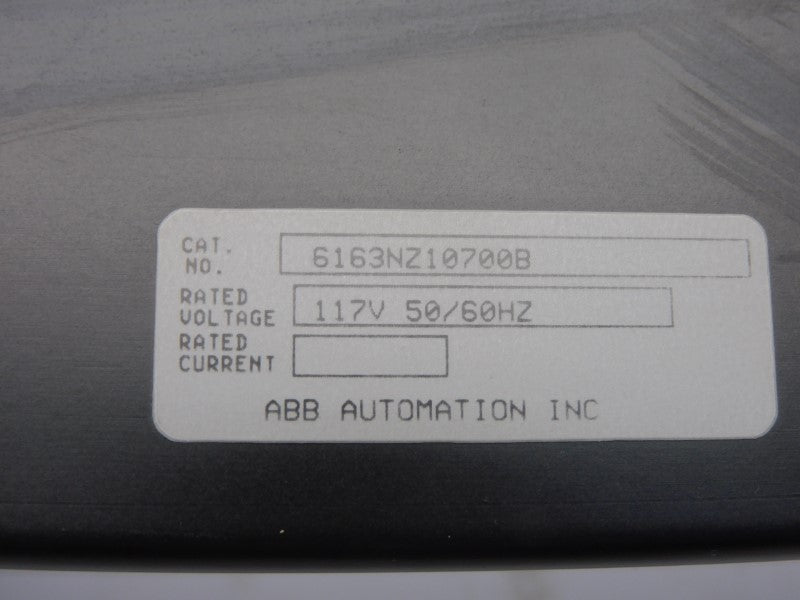 CAT. NO. 6163NZ10700B
RATED VOLTAGE 117V 50/60HZ
RATED CURRENT
ABB AUTOMATION INC